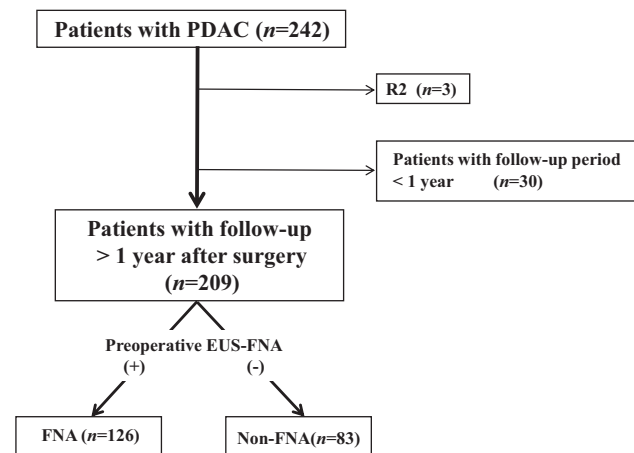 Patients with PDAC (n=242)
R2 (n=3)
Patients with follow-up period
< 1 year (n=30)
Patients with follow-up
> 1 year after surgery
(n=209)
Preoperative EUS-FNA
(+) (-)
FNA (n=126)
Non-FNA(n=83)